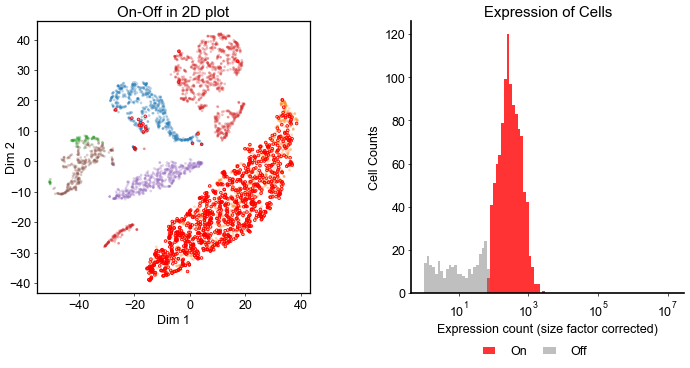 On-Off in 2D plot
Dim 2
40
30
20
10
0
−10
−20
−30
−40
−40 −20 0 20 40
Dim 1
Expression of Cells
Cell Counts
120
100
80
60
40
20
0
10^1 10^3 10^5 10^7
Expression count (size factor corrected)
On Off